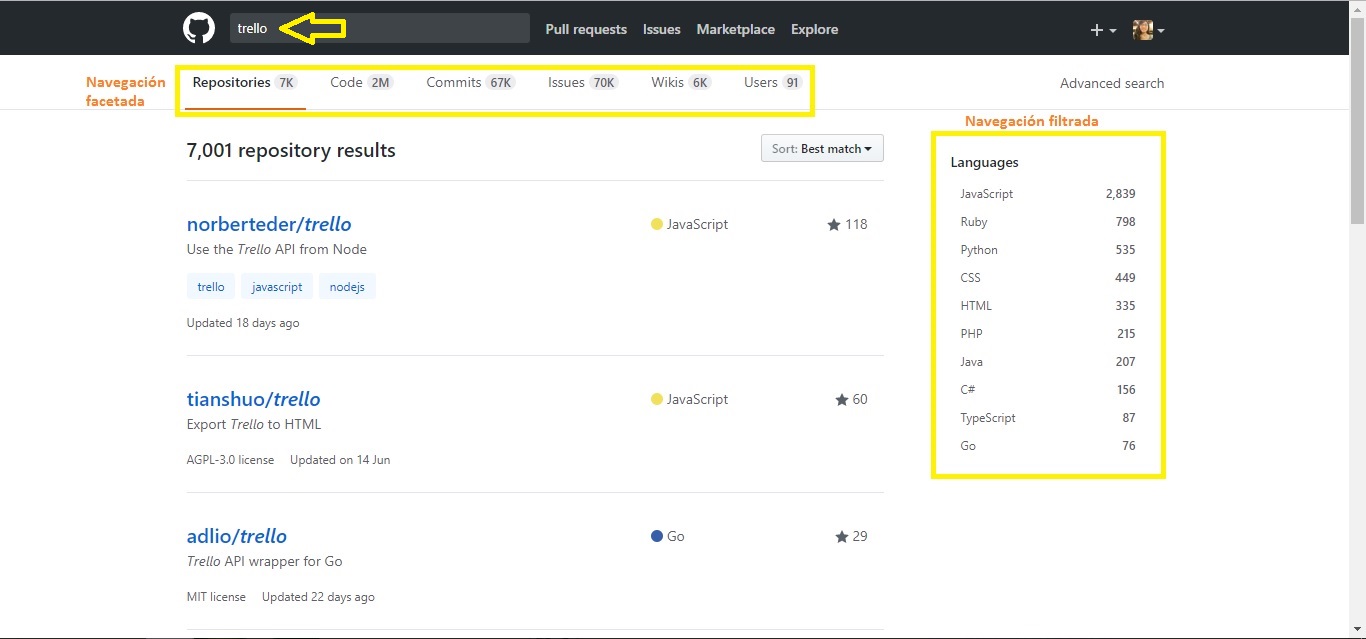 trello Pull requests Issues Marketplace Explore
Navegación facetada
Repositories 7K Code 2M Commits 67K Issues 70K Wikis 6K Users 91 Advanced search
Navegación filtrada
7,001 repository results Sort: Best match
norberteder/trello JavaScript 118
Use the Trello API from Node
trello javascript nodejs
Updated 18 days ago
tianshuo/trello JavaScript 60
Export Trello to HTML
AGPL-3.0 license Updated on 14 Jun
adlio/trello Go 29
Trello API wrapper for Go
MIT license Updated 22 days ago
Languages
JavaScript 2,839
Ruby 798
Python 535
CSS 449
HTML 335
PHP 215
Java 207
C# 156
TypeScript 87
Go 76